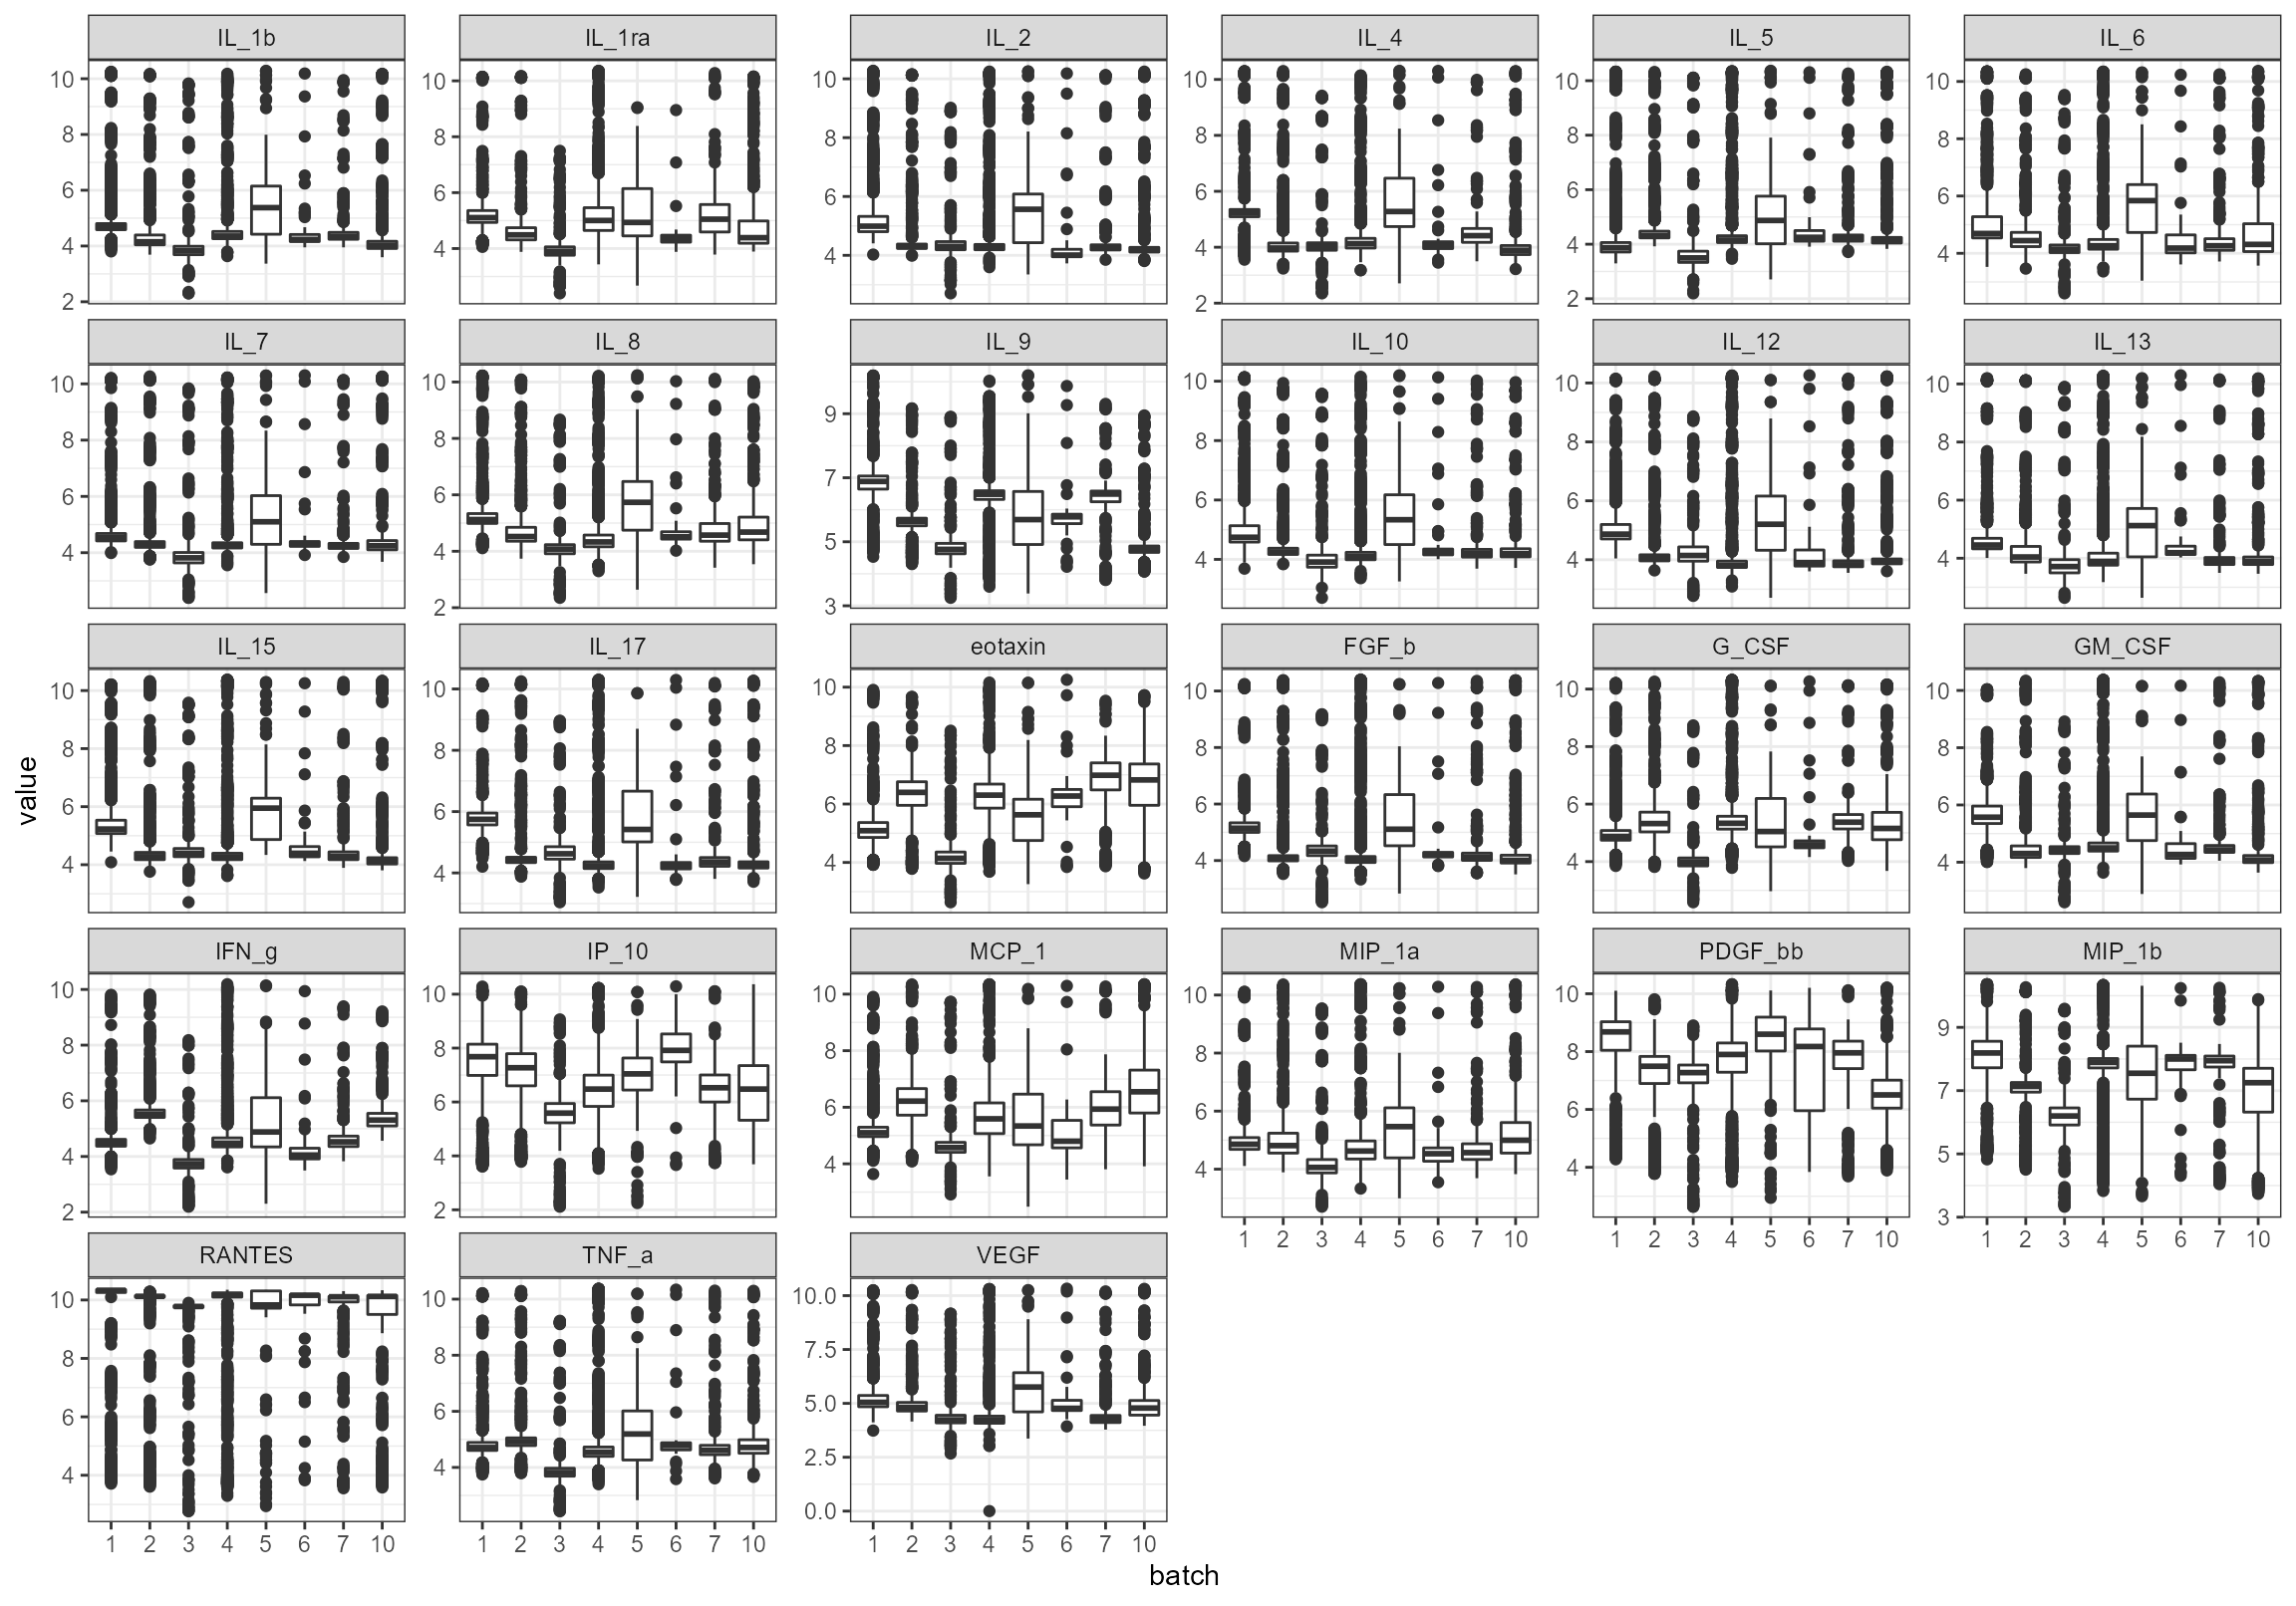 IL_1b IL_1ra IL_2 IL_4 IL_5 IL_6
10 8 6 4 2
10 8 6 4
10 8 6 4
10 8 6 4 2
10 8 6 4 2
10 8 6 4
IL_7 IL_8 IL_9 IL_10 IL_12 IL_13
10 8 6 4
10 8 6 4 2
9 7 5 3
10 8 6 4
10 8 6 4
10 8 6 4
IL_15 IL_17 eotaxin FGF_b G_CSF GM_CSF
value
10 8 6 4
10 8 6 4
10 8 6 4
10 8 6 4
10 8 6 4
10 8 6 4
IFN_g IP_10 MCP_1 MIP_1a PDGF_bb MIP_1b
10 8 6 4 2
10 8 6 4 2
10 8 6 4
10 8 6 4
10 8 6 4
9 7 5 3
1 2 3 4 5 6 7 10
1 2 3 4 5 6 7 10
1 2 3 4 5 6 7 10
RANTES TNF_a VEGF
10 8 6 4
10 8 6 4
10.0 7.5 5.0 2.5 0.0
1 2 3 4 5 6 7 10
1 2 3 4 5 6 7 10
1 2 3 4 5 6 7 10
batch